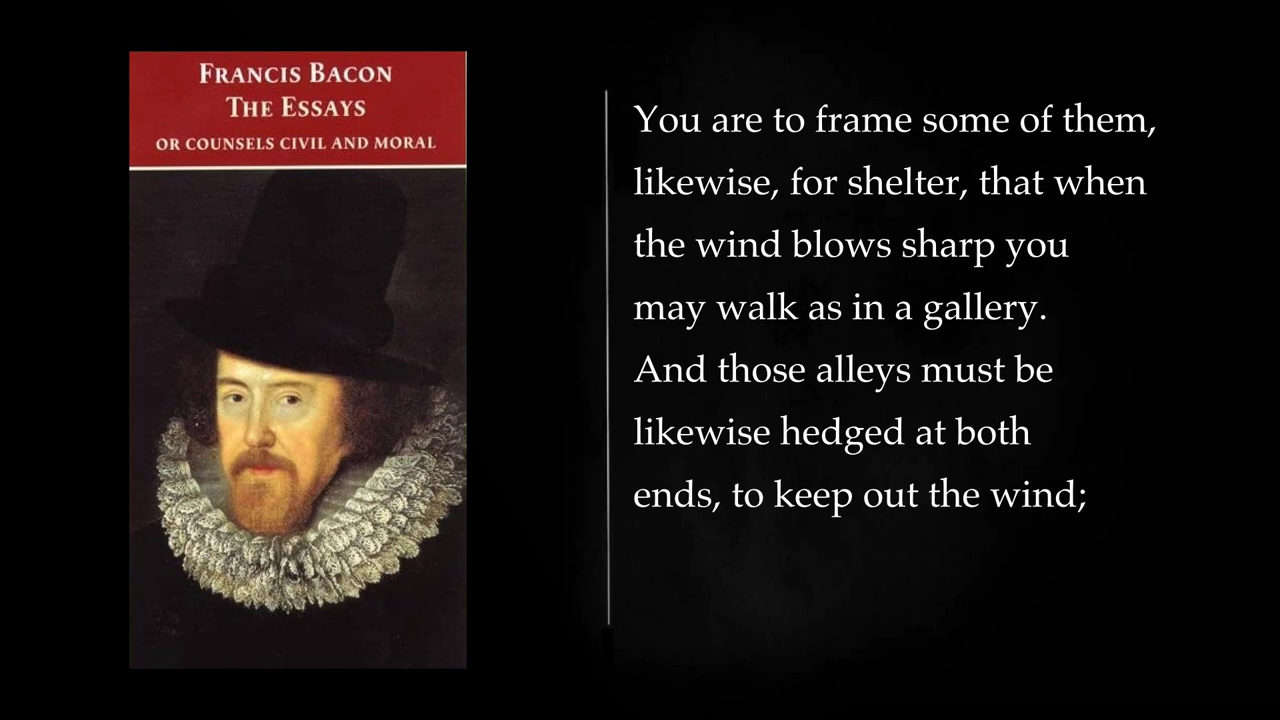 FRANCIS BACON
THE ESSAYS
OR COUNSELS CIVIL AND MORAL
You are to frame some of them,
likewise, for shelter, that when
the wind blows sharp you
may walk as in a gallery.
And those alleys must be
likewise hedged at both
ends, to keep out the wind;